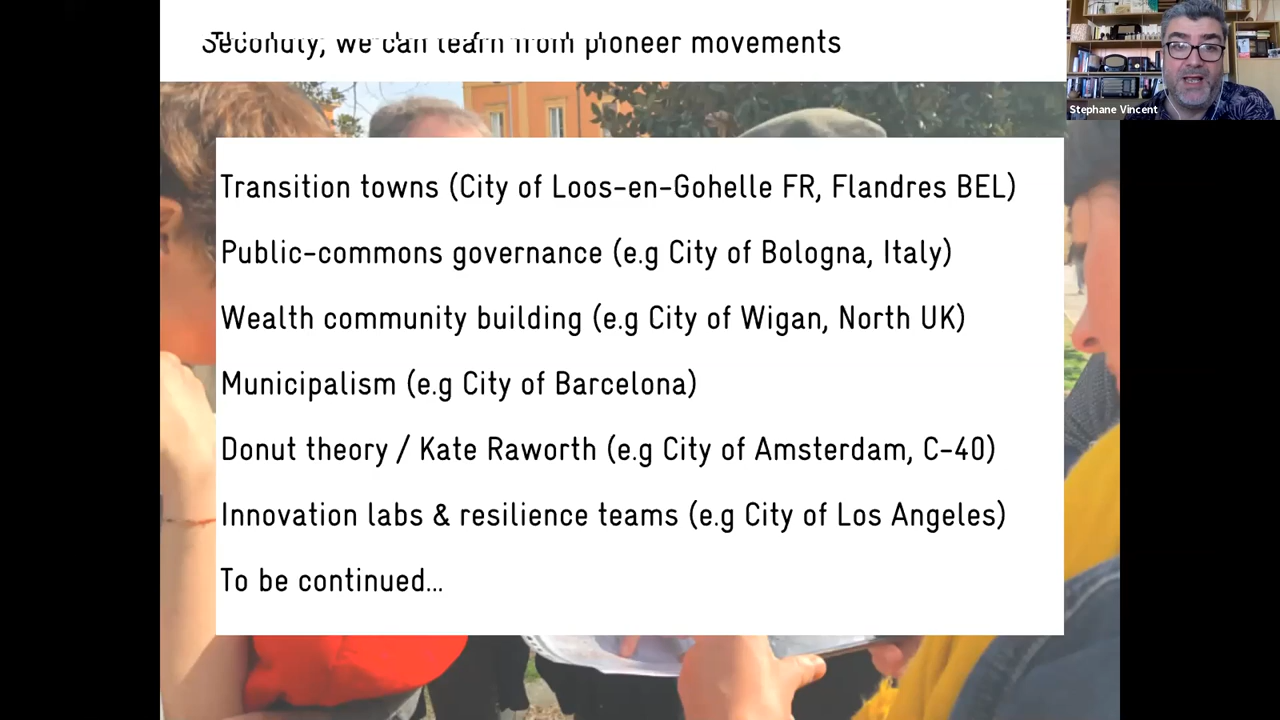 Secondly, we can learn from pioneer movements
Stephane Vincent
Transition towns (City of Loos-en-Gohelle FR, Flandres BEL)
Public-commons governance (e.g City of Bologna, Italy)
Wealth community building (e.g City of Wigan, North UK)
Municipalism (e.g City of Barcelona)
Donut theory / Kate Raworth (e.g City of Amsterdam, C-40)
Innovation labs & resilience teams (e.g City of Los Angeles)
To be continued...